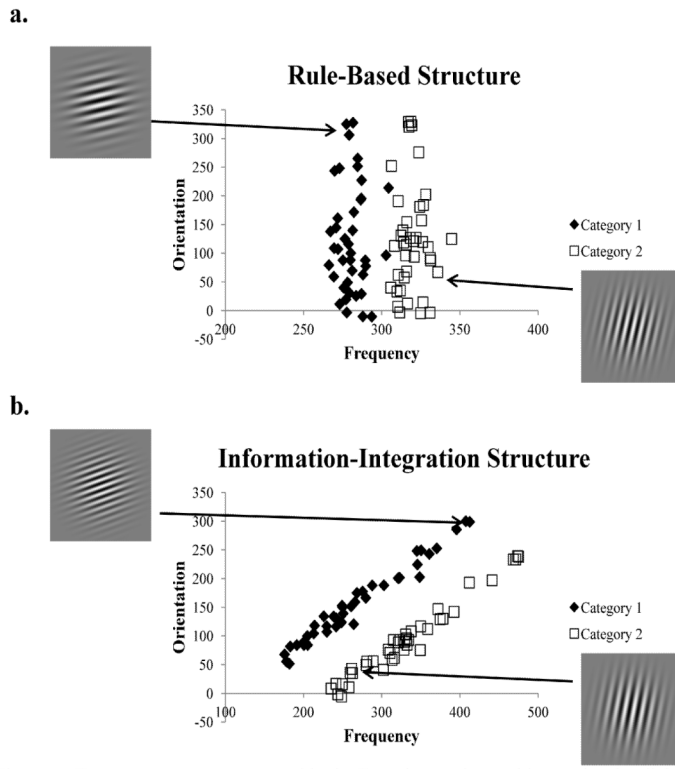 a.
Rule-Based Structure
350
300
250
200
150
100
50
0
-50
Orientation
200
250
300
350
400
Frequency
Category 1
Category 2
b.
Information-Integration Structure
350
300
250
200
150
100
50
0
-50
Orientation
100
200
300
400
500
Frequency
Category 1
Category 2